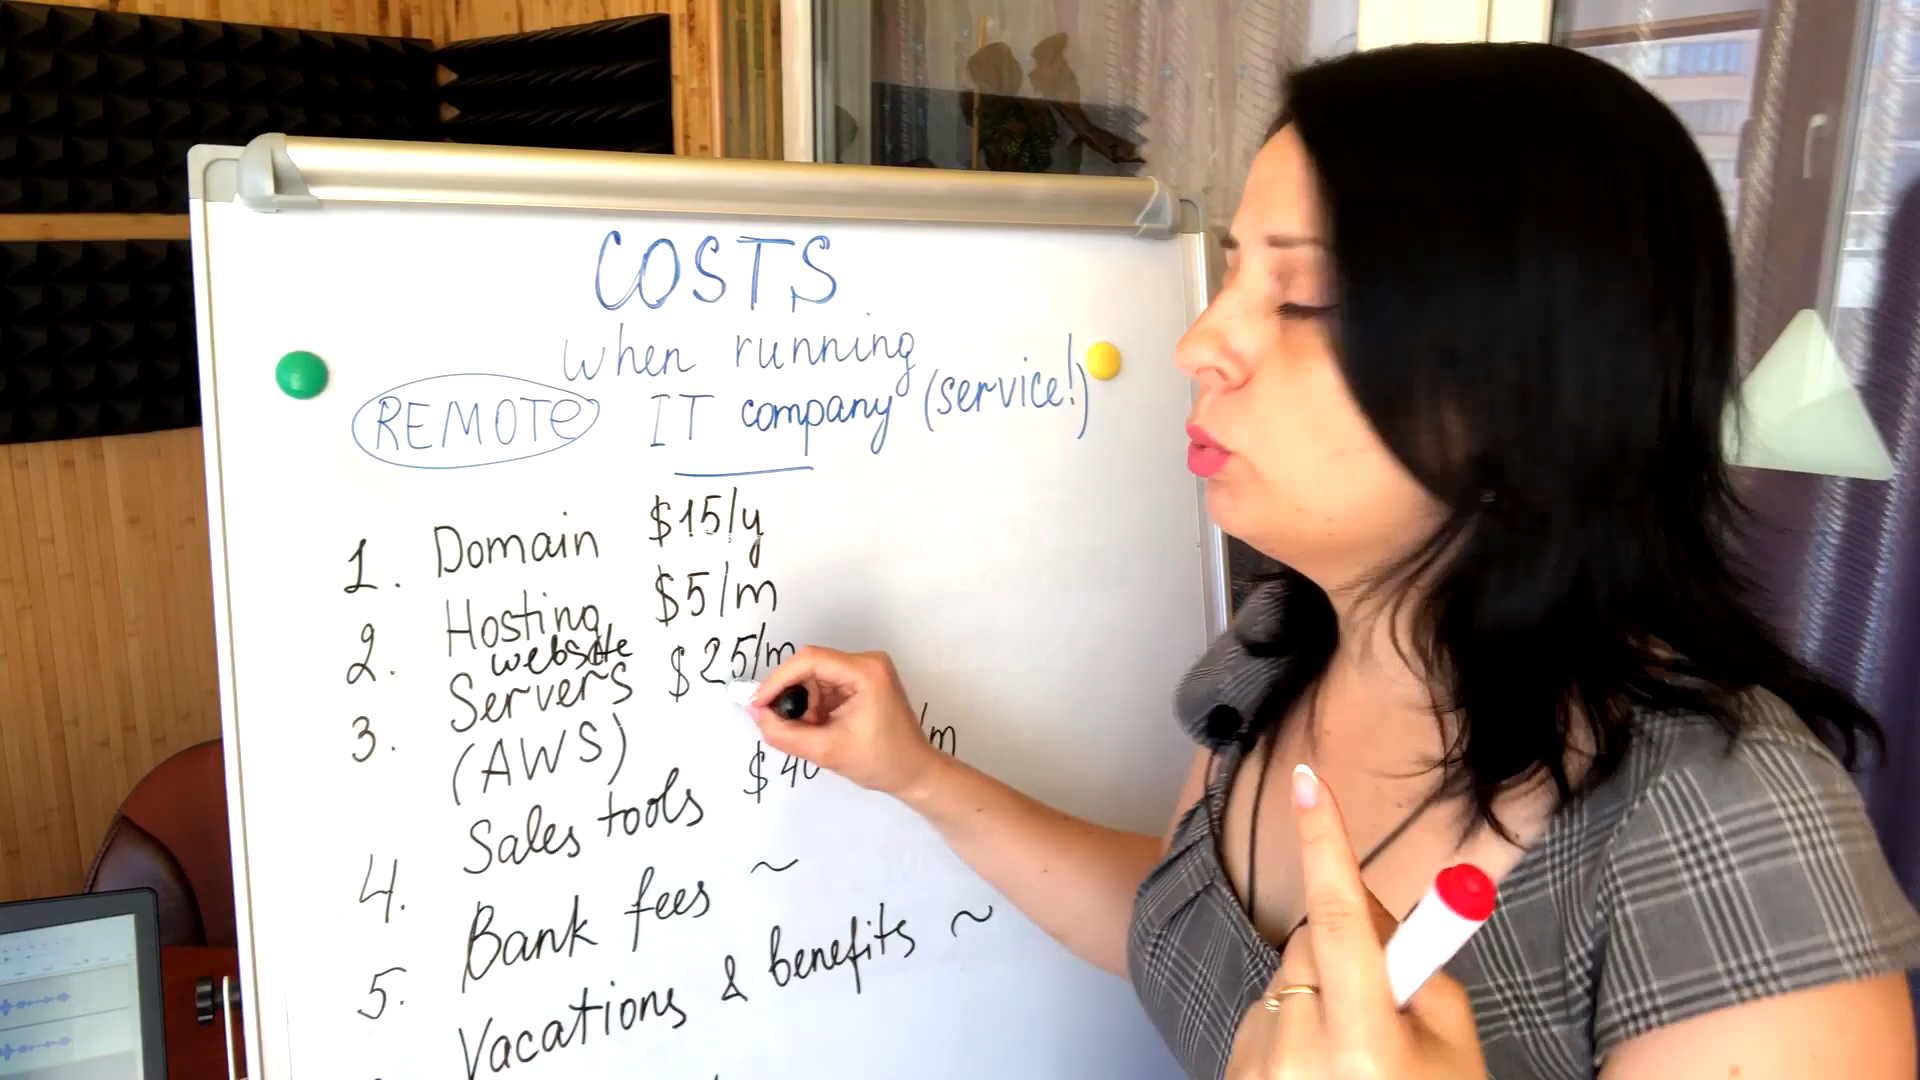 COSTS
when running
REMOTE IT company (service!)
1. Domain $15/y
2. Hosting $5/m
website
3. Servers $25/m
(AWS)
4. Sales tools /m
5. Bank fees ~
Vacations & benefits ~